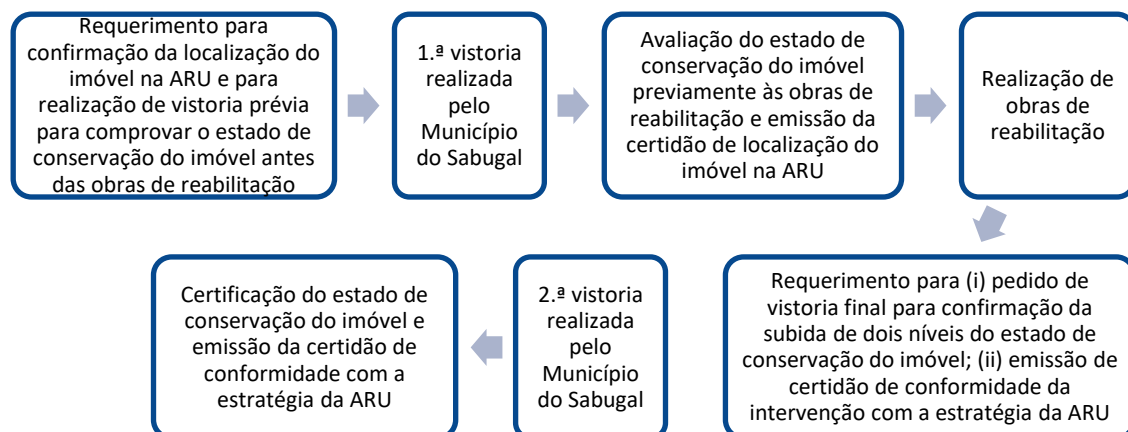 Requerimento para
confirmação da localização do
imóvel na ARU e para
realização de vistoria prévia
para comprovar o estado de
conservação do imóvel antes
das obras de reabilitação
1.ª vistoria
realizada
pelo
Município
do Sabugal
Avaliação do estado de
conservação do imóvel
previamente às obras de
reabilitação e emissão da
certidão de localização do
imóvel na ARU
Realização de
obras de
reabilitação
Requerimento para (i) pedido de
vistoria final para confirmação da
subida de dois níveis do estado de
conservação do imóvel; (ii) emissão de
certidão de conformidade da
intervenção com a estratégia da ARU
2.ª vistoria
realizada
pelo
Município
do Sabugal
Certificação do estado de
conservação do imóvel e
emissão da certidão de
conformidade com a
estratégia da ARU